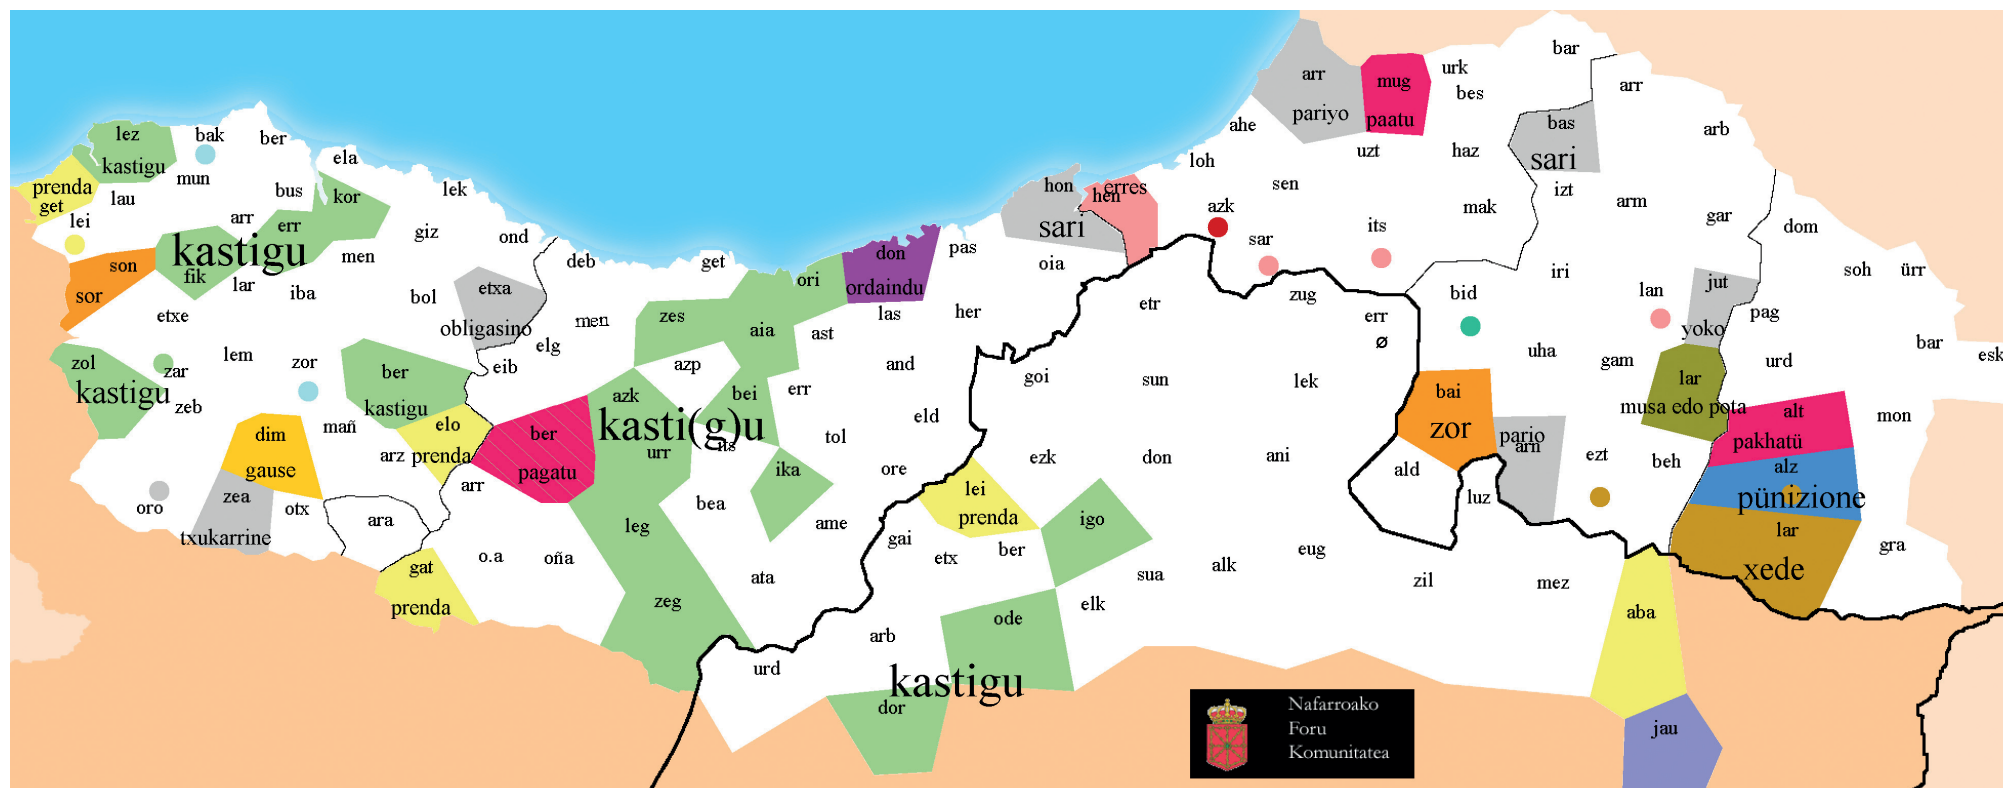 bar
arr
mug
urk
bes
arr
pariyo
paatu
bas
sari
arb
ahe
uzt
haz
loh
lez
kastigu
bak
ber
mun
ela
prenda
get
lau
bus
kor
lek
lei
arr
err
kastigu
giz
ond
men
son
fik
sor
lar
iba
etxe
bol
etxa
obligasino
deb
get
men
elg
eib
ori
don
ordaindu
pas
hon
sari
erres
hen
oia
azk
sen
sar
its
mak
izt
arm
gar
dom
iri
soh
ürr
zes
aia
ast
las
her
etr
zug
err
ø
bid
lan
jut
yoko
pag
bar
esk
zol
kastigu
zar
zeb
lem
zor
ber
kastigu
azp
bei
err
and
goi
sun
lek
uha
gam
urd
lar
musa edo pota
bai
zor
alt
pakhatü
mon
dim
gause
mañ
arz
elo
prenda
ber
pagatu
azk
kasti(g)u
urr
its
tol
eld
ika
ore
ezk
don
ani
ald
luz
pario
arn
ezt
beh
alz
pünizione
oro
zea
txukarrine
otx
ara
arr
leg
bea
ame
lei
prenda
igo
gai
etx
ber
lar
xede
gra
gat
prenda
o.a
oña
zeg
ata
sua
alk
eug
zil
mez
elk
ode
arb
urd
kastigu
dor
aba
jau
Nafarroako
Foru
Komunitatea